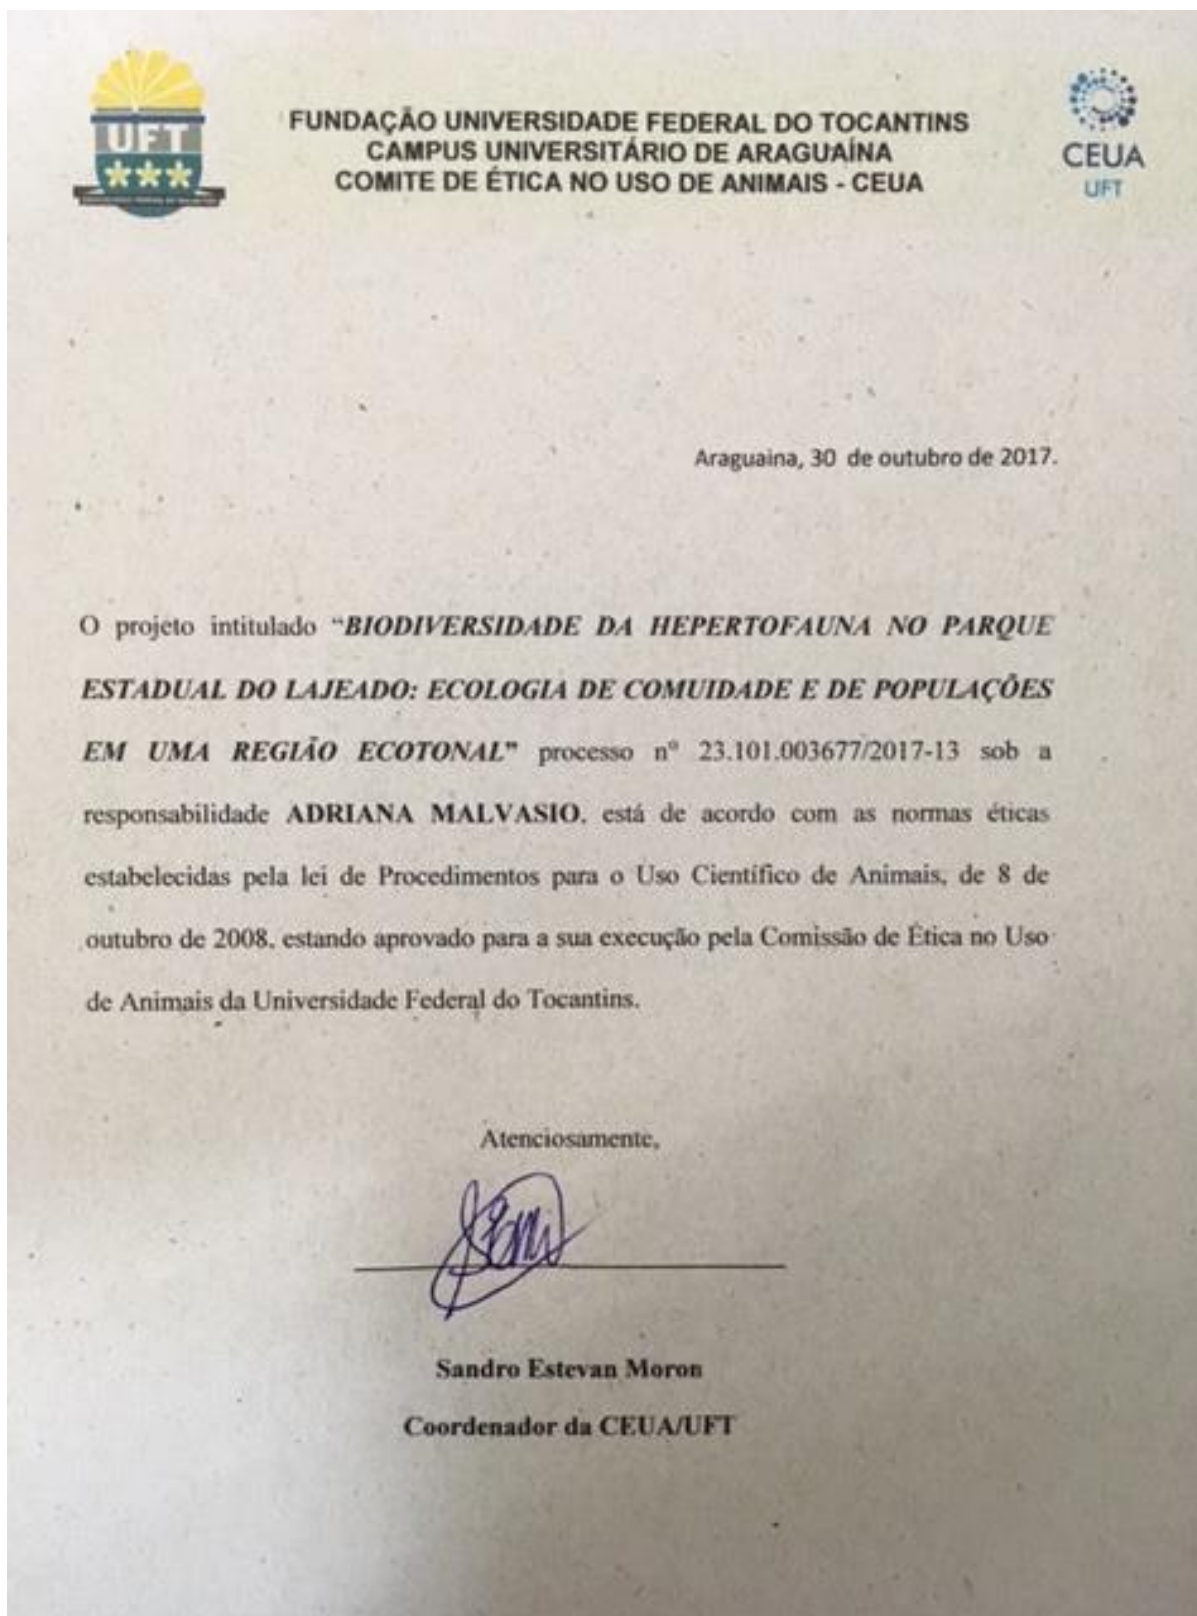 UFT
FUNDAÇÃO UNIVERSIDADE FEDERAL DO TOCANTINS
CAMPUS UNIVERSITÁRIO DE ARAGUAÍNA
COMITE DE ÉTICA NO USO DE ANIMAIS - CEUA
CEUA
UFT
Araguaina, 30 de outubro de 2017.
O projeto intitulado “BIODIVERSIDADE DA HEPERTOFAUNA NO PARQUE
ESTADUAL DO LAJEADO: ECOLOGIA DE COMUIDADE E DE POPULAÇÕES
EM UMA REGIÃO ECOTONAL” processo nº 23.101.003677/2017-13 sob a
responsabilidade ADRIANA MALVASIO, está de acordo com as normas éticas
estabelecidas pela lei de Procedimentos para o Uso Científico de Animais, de 8 de
outubro de 2008, estando aprovado para a sua execução pela Comissão de Ética no Uso
de Animais da Universidade Federal do Tocantins.
Atenciosamente,
Sandro Estevan Moron
Coordenador da CEUA/UFT